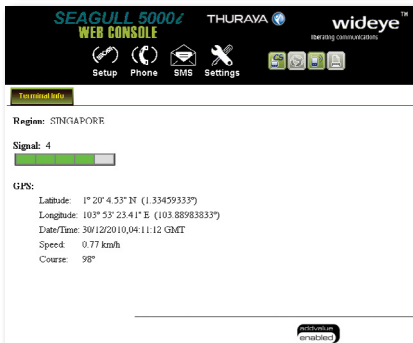 SEAGULL 5000i THURAYA wideye™
WEB CONSOLE liberating communications
Setup Phone SMS Settings
Terminal Info
Region: SINGAPORE
Signal: 4
GPS:
Latitude: 1° 20' 4.53" N (1.33459333°)
Longitude: 103° 53' 23.41" E (103.88983833°)
Date/Time: 30/12/2010,04:11:12 GMT
Speed: 0.77 km/h
Course: 98°
addvalue
enabled